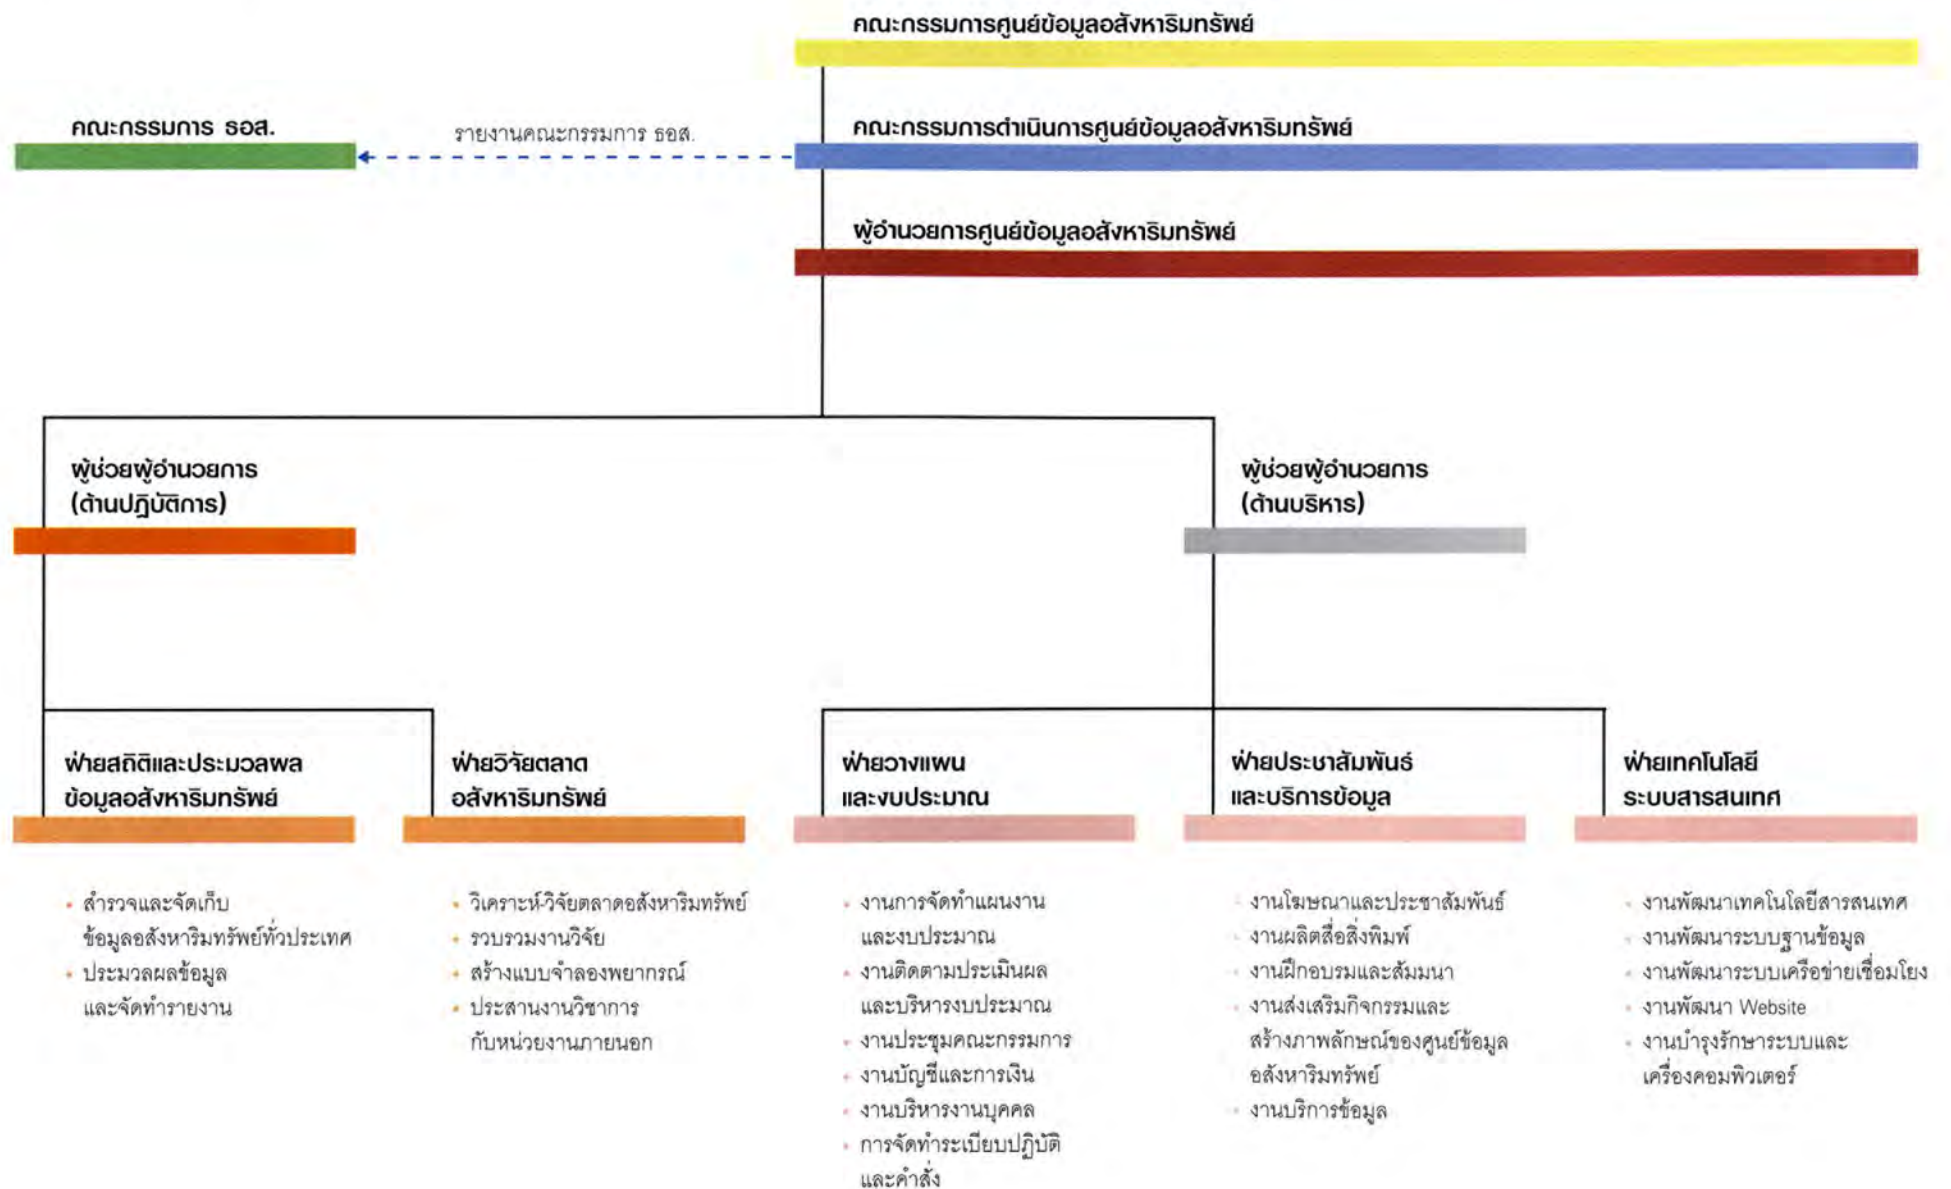 คณะกรรมการศูนย์ข้อมูลอสังหาริมทรัพย์
คณะกรรมการ ธอส.
รายงานคณะกรรมการ ธอส.
คณะกรรมการดำเนินการศูนย์ข้อมูลอสังหาริมทรัพย์
ผู้อำนวยการศูนย์ข้อมูลอสังหาริมทรัพย์
ผู้ช่วยผู้อำนวยการ
(ด้านปฏิบัติการ)
ผู้ช่วยผู้อำนวยการ
(ด้านบริหาร)
ฝ่ายสถิติและประมวลผล
ข้อมูลอสังหาริมทรัพย์
• สำรวจและจัดเก็บ
ข้อมูลอสังหาริมทรัพย์ทั่วประเทศ
• ประมวลผลข้อมูล
และจัดทำรายงาน
ฝ่ายวิจัยตลาด
อสังหาริมทรัพย์
• วิเคราะห์-วิจัยตลาดอสังหาริมทรัพย์
• รวบรวมงานวิจัย
• สร้างแบบจำลองพยากรณ์
• ประสานงานวิชาการ
กับหน่วยงานภายนอก
ฝ่ายวางแผน
และงบประมาณ
• งานการจัดทำแผนงาน
และงบประมาณ
• งานติดตามประเมินผล
และบริหารงบประมาณ
• งานประชุมคณะกรรมการ
• งานบัญชีและการเงิน
• งานบริหารงานบุคคล
• การจัดทำระเบียบปฏิบัติ
และคำสั่ง
ฝ่ายประชาสัมพันธ์
และบริการข้อมูล
• งานโฆษณาและประชาสัมพันธ์
• งานผลิตสื่อสิ่งพิมพ์
• งานฝึกอบรมและสัมมนา
• งานส่งเสริมกิจกรรมและ
สร้างภาพลักษณ์ของศูนย์ข้อมูล
อสังหาริมทรัพย์
• งานบริการข้อมูล
ฝ่ายเทคโนโลยี
ระบบสารสนเทศ
• งานพัฒนาเทคโนโลยีสารสนเทศ
• งานพัฒนาระบบฐานข้อมูล
• งานพัฒนาระบบเครือข่ายเชื่อมโยง
• งานพัฒนา Website
• งานบำรุงรักษาระบบและ
เครื่องคอมพิวเตอร์